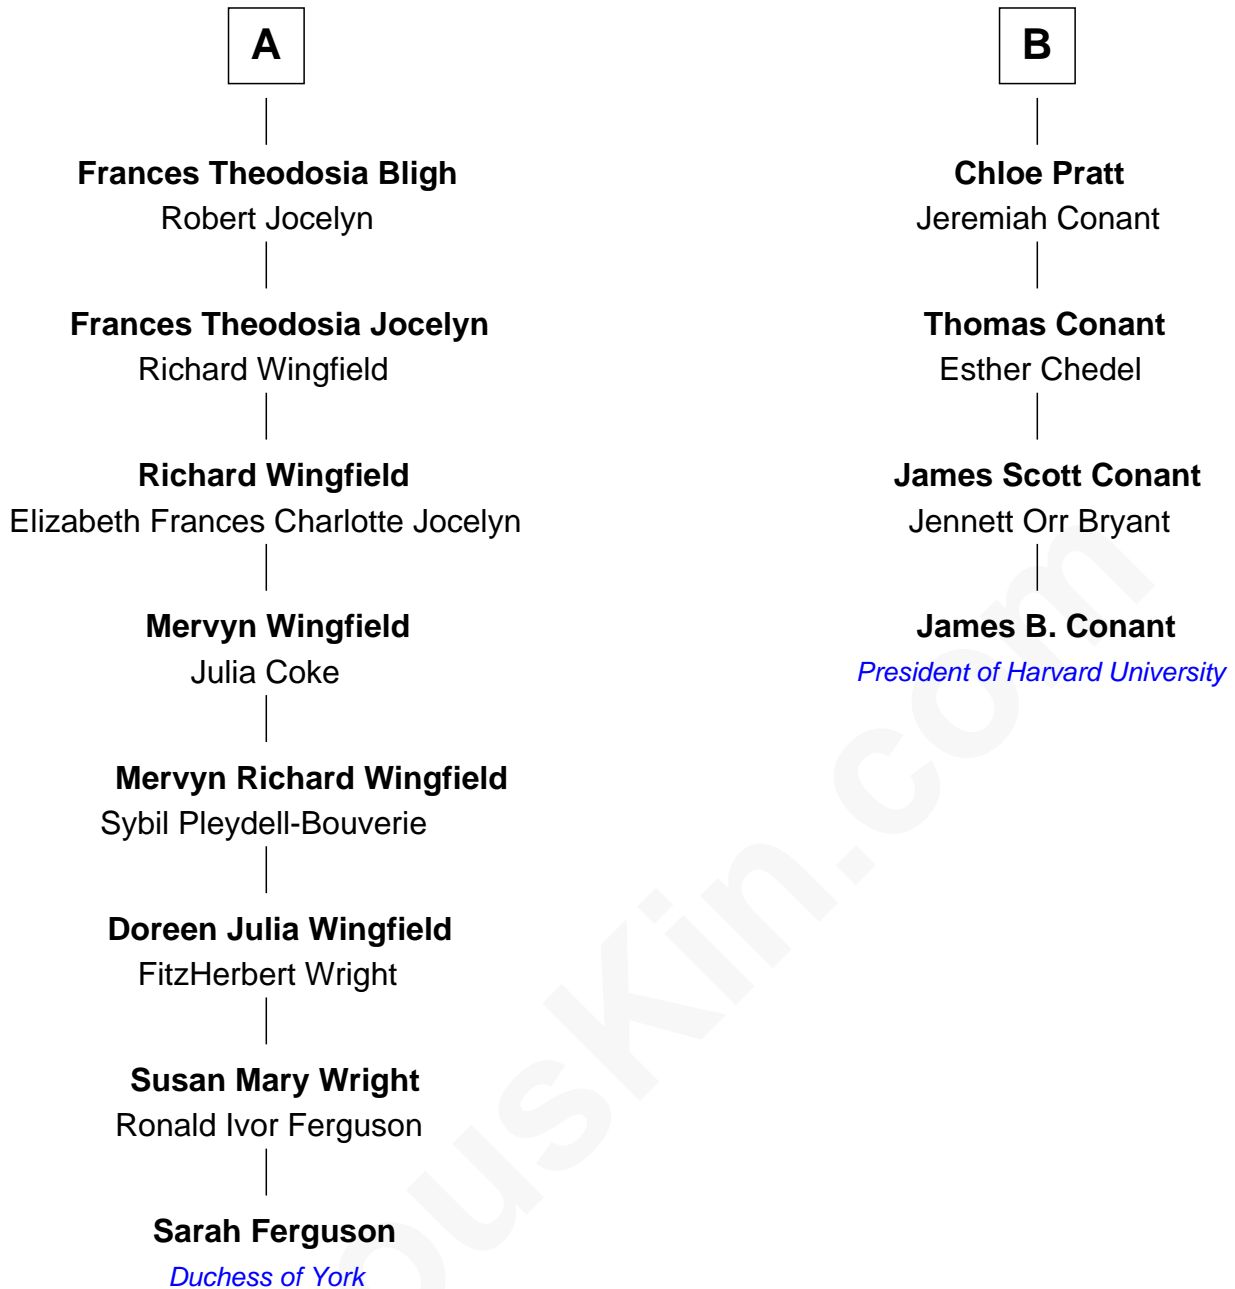 A
Frances Theodosia Bligh
Robert Jocelyn
Frances Theodosia Jocelyn
Richard Wingfield
Richard Wingfield
Elizabeth Frances Charlotte Jocelyn
Mervyn Wingfield
Julia Coke
Mervyn Richard Wingfield
Sybil Pleydell-Bouverie
Doreen Julia Wingfield
FitzHerbert Wright
Susan Mary Wright
Ronald Ivor Ferguson
Sarah Ferguson
Duchess of York
B
Chloe Pratt
Jeremiah Conant
Thomas Conant
Esther Chedel
James Scott Conant
Jennett Orr Bryant
James B. Conant
President of Harvard University
ousKin.com